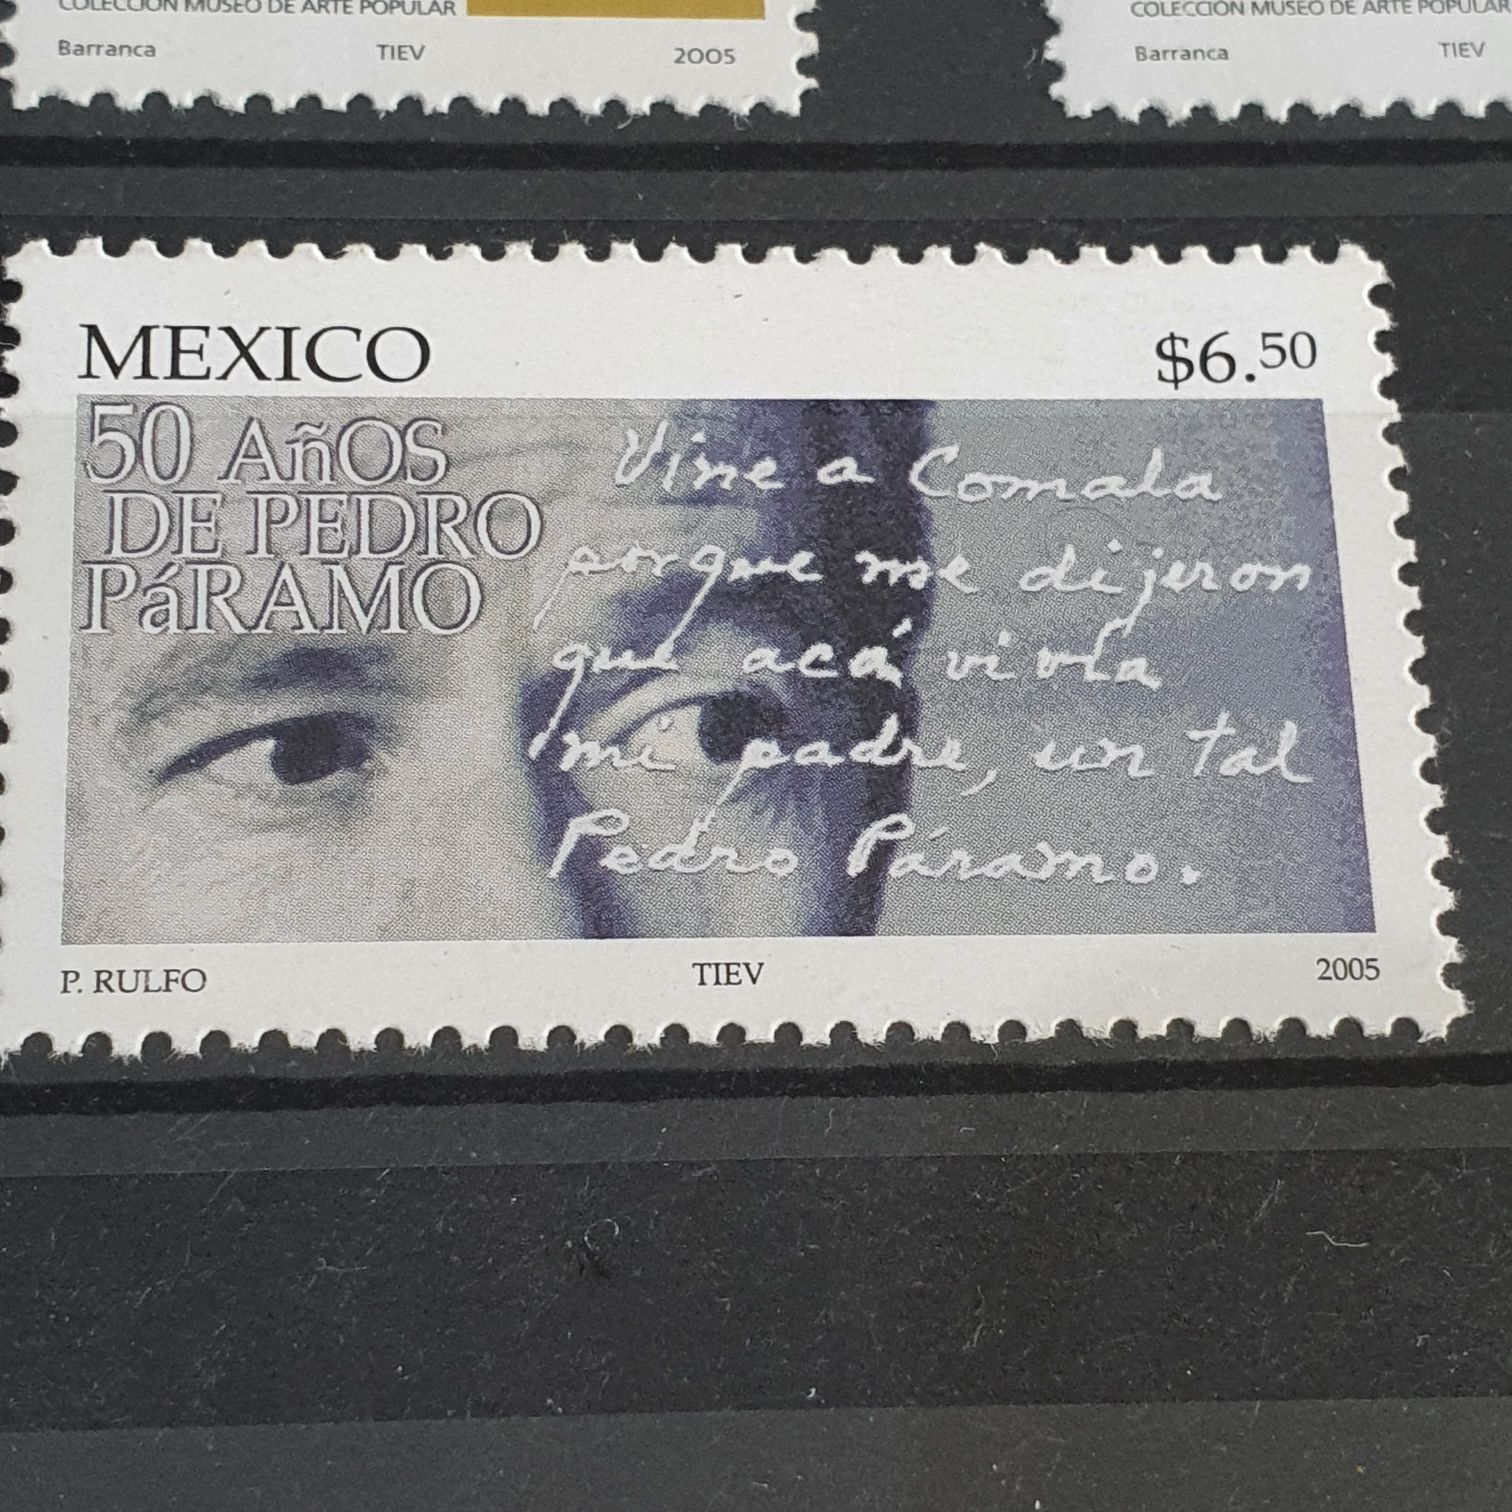 COLECCIÓN MUSEO DE ARTE POPULAR
Barranca TIEV 2005
COLECCIÓN MUSEO DE ARTE POPULAR
Barranca TIEV
MEXICO $6.50
50 AñOS
DE PEDRO
PáRAMO
Vine a Comala
porque me dijeron
que acá vivía
mi padre, un tal
Pedro Páramo.
P. RULFO TIEV 2005